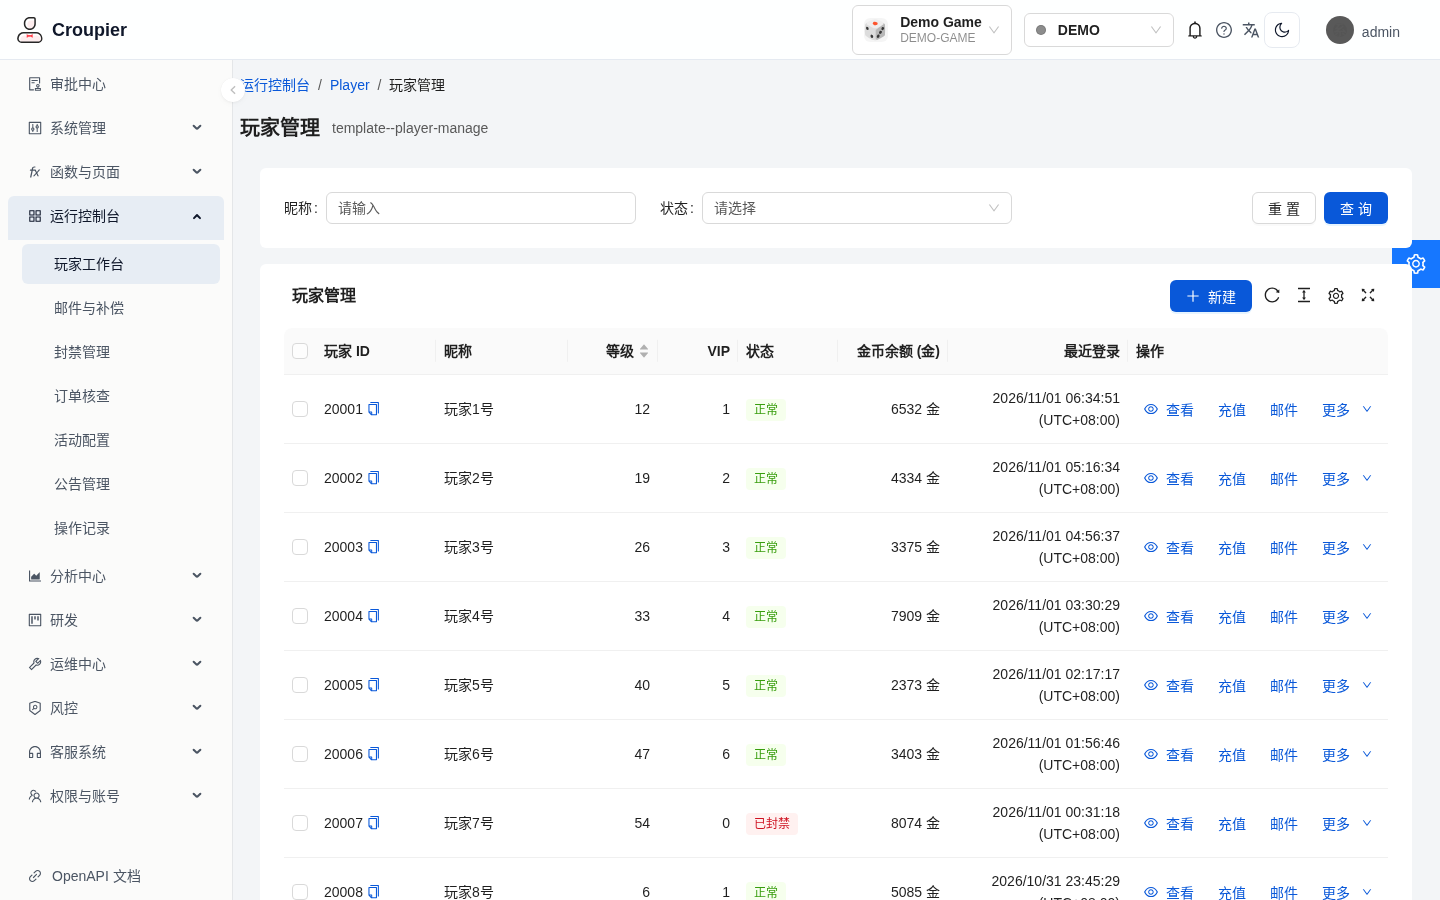 Croupier
Demo Game
DEMO-GAME
DEMO
admin
审批中心
系统管理
函数与页面
运行控制台
玩家工作台
邮件与补偿
封禁管理
订单核查
活动配置
公告管理
操作记录
分析中心
研发
运维中心
风控
客服系统
权限与账号
OpenAPI 文档
运行控制台 / Player / 玩家管理
玩家管理 template--player-manage
昵称: 请输入 状态: 请选择 重 置 查 询
玩家管理 新建
玩家 ID 昵称 等级 VIP 状态 金币余额 (金) 最近登录 操作
20001 玩家1号 12 1 正常 6532 金 2026/11/01 06:34:51 (UTC+08:00) 查看 充值 邮件 更多
20002 玩家2号 19 2 正常 4334 金 2026/11/01 05:16:34 (UTC+08:00) 查看 充值 邮件 更多
20003 玩家3号 26 3 正常 3375 金 2026/11/01 04:56:37 (UTC+08:00) 查看 充值 邮件 更多
20004 玩家4号 33 4 正常 7909 金 2026/11/01 03:30:29 (UTC+08:00) 查看 充值 邮件 更多
20005 玩家5号 40 5 正常 2373 金 2026/11/01 02:17:17 (UTC+08:00) 查看 充值 邮件 更多
20006 玩家6号 47 6 正常 3403 金 2026/11/01 01:56:46 (UTC+08:00) 查看 充值 邮件 更多
20007 玩家7号 54 0 已封禁 8074 金 2026/11/01 00:31:18 (UTC+08:00) 查看 充值 邮件 更多
20008 玩家8号 6 1 正常 5085 金 2026/10/31 23:45:29 查看 充值 邮件 更多